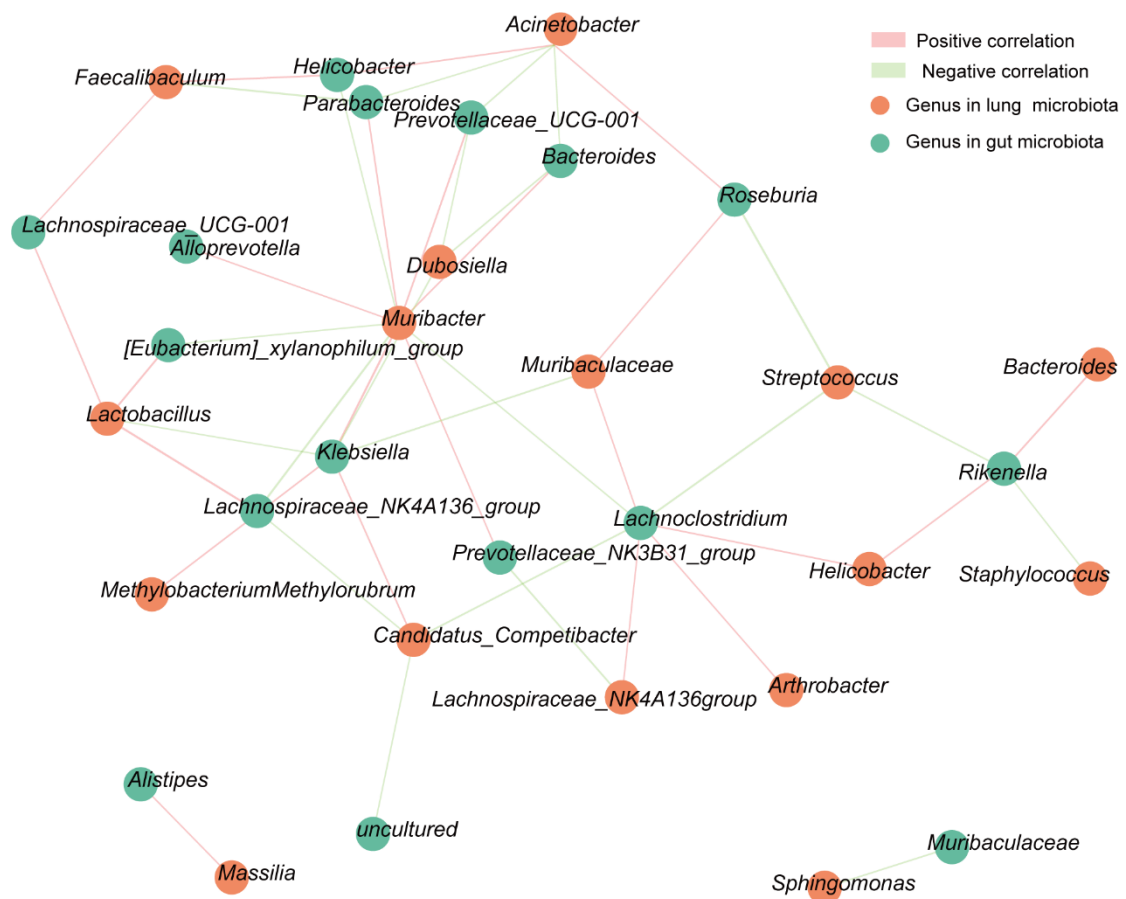 Acinetobacter
Positive correlation
Negative correlation
Genus in lung microbiota
Genus in gut microbiota
Helicobacter
Faecalibaculum
Parabacteroides
Prevotellaceae_UCG-001
Bacteroides
Roseburia
Lachnospiraceae_UCG-001
Alloprevotella
Dubosiella
Muribacter
[Eubacterium]_xylanophilum_group
Muribaculaceae
Streptococcus
Bacteroides
Lactobacillus
Klebsiella
Rikenella
Lachnospiraceae_NK4A136_group
Lachnoclostridium
Prevotellaceae_NK3B31_group
Helicobacter
Staphylococcus
MethylobacteriumMethylorubrum
Candidatus_Competibacter
Lachnospiraceae_NK4A136group
Arthrobacter
Alistipes
uncultured
Muribaculaceae
Massilia
Sphingomonas